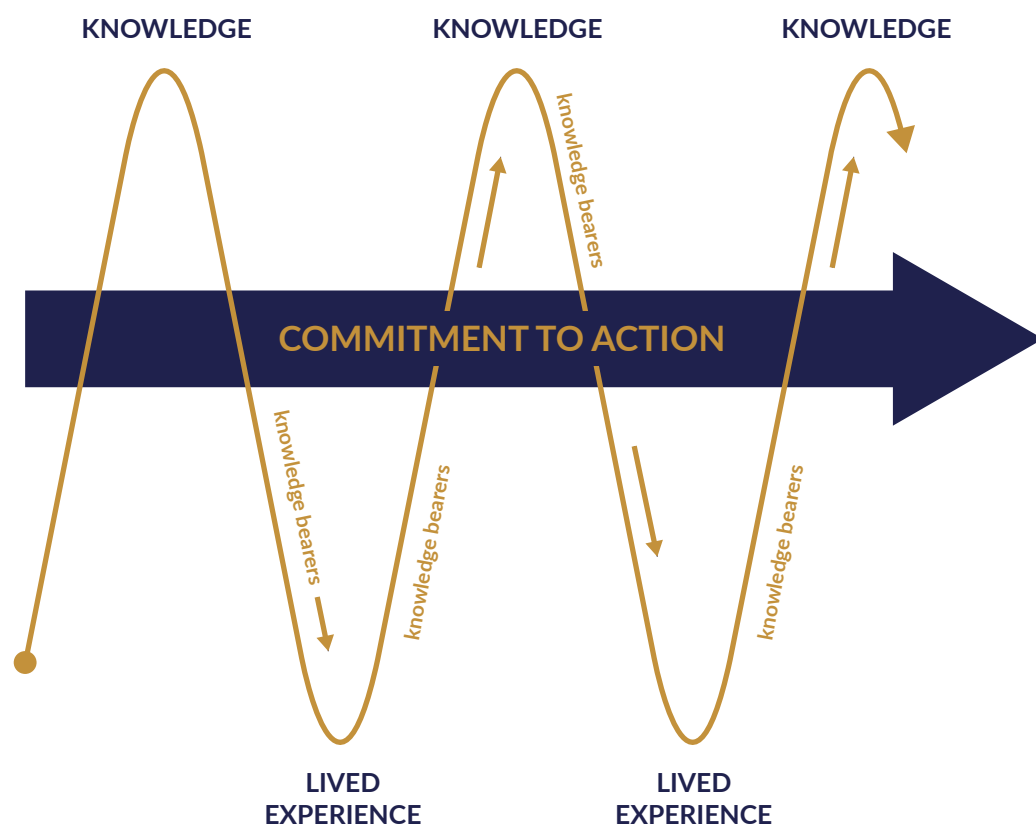 KNOWLEDGE
KNOWLEDGE
KNOWLEDGE
knowledge bearers
COMMITMENT TO ACTION
knowledge bearers
knowledge bearers
knowledge bearers
LIVED
EXPERIENCE
LIVED
EXPERIENCE